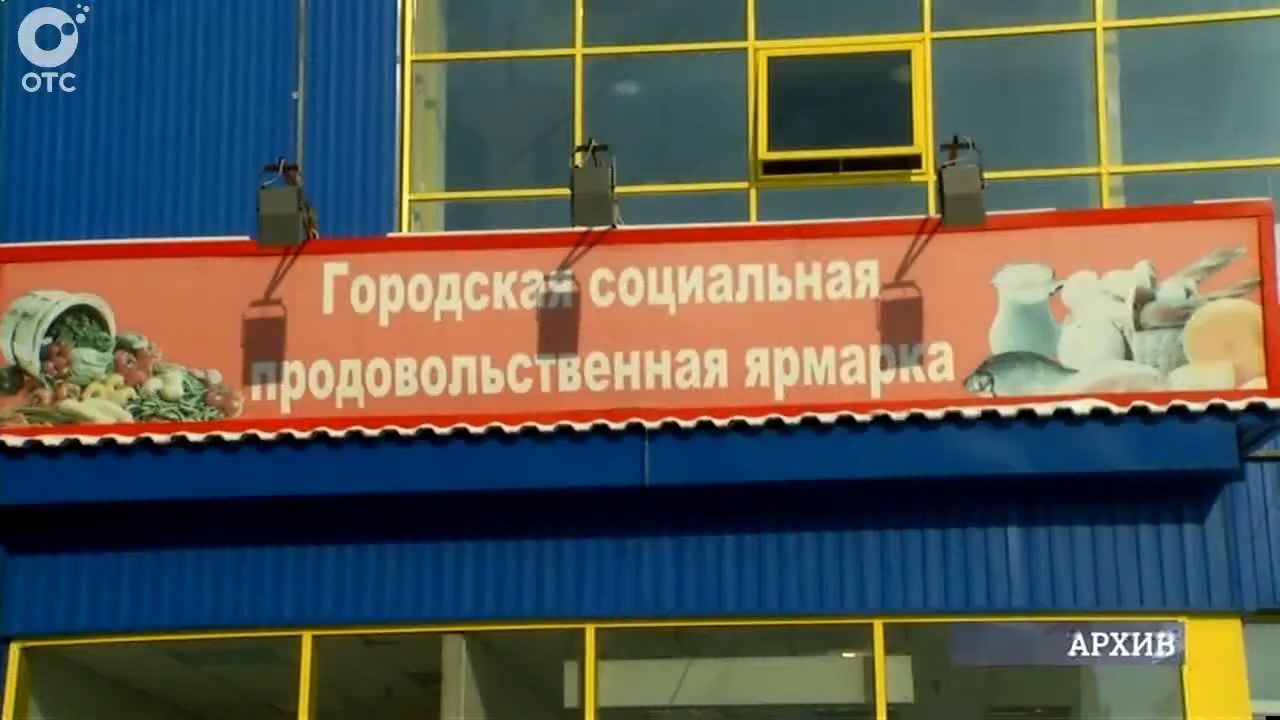 ОТС
Городская социальная
продовольственная ярмарка
АРХИВ